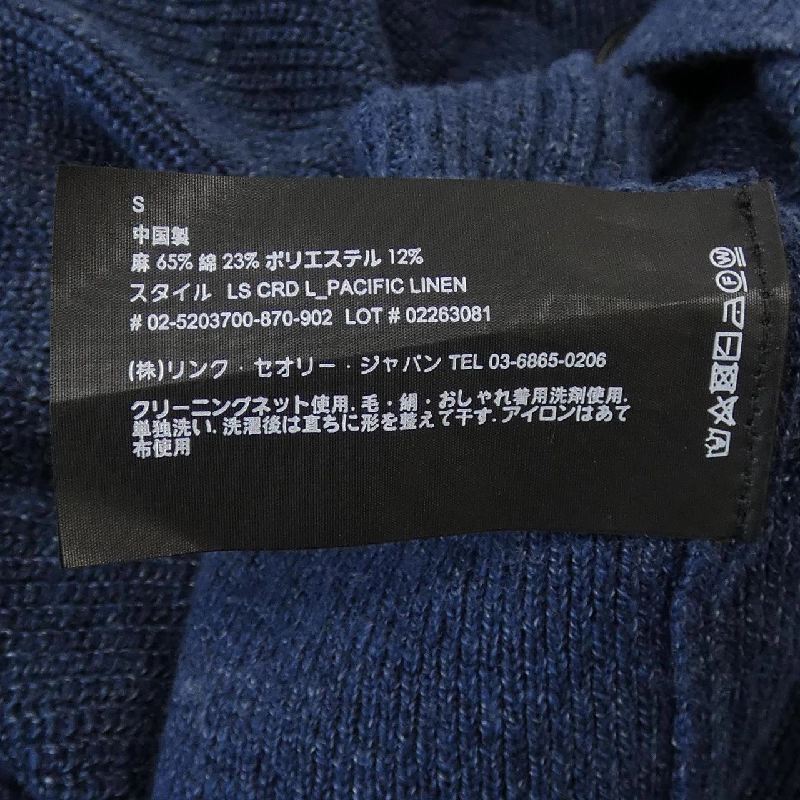 S
中国製
麻 65% 綿 23% ポリエステル 12%
スタイル LS CRD L_PACIFIC LINEN
# 02-5203700-870-902 LOT # 02263081
(株)リンク・セオリー・ジャパン TEL 03-6865-0206
クリーニングネット使用. 毛・絹・おしゃれ着用洗剤使用.
単独洗い. 洗濯後は直ちに形を整えて干す. アイロンはあて
布使用
W
F